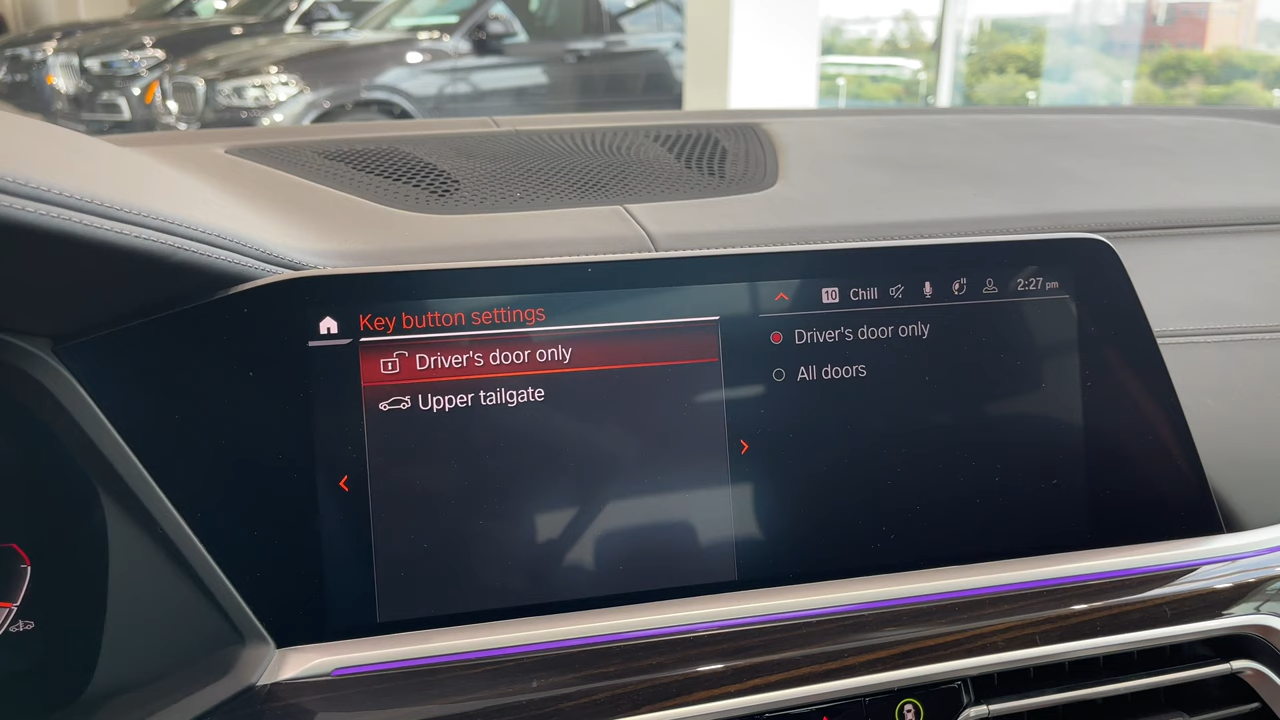 10 Chill 2:27 pm
Key button settings
Driver's door only
Upper tailgate
Driver's door only
All doors